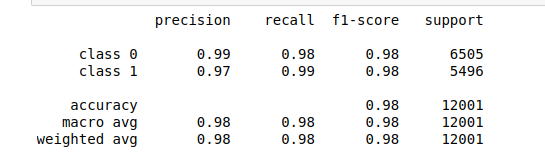 precision recall f1-score support
class 0 0.99 0.98 0.98 6505
class 1 0.97 0.99 0.98 5496
accuracy 0.98 12001
macro avg 0.98 0.98 0.98 12001
weighted avg 0.98 0.98 0.98 12001